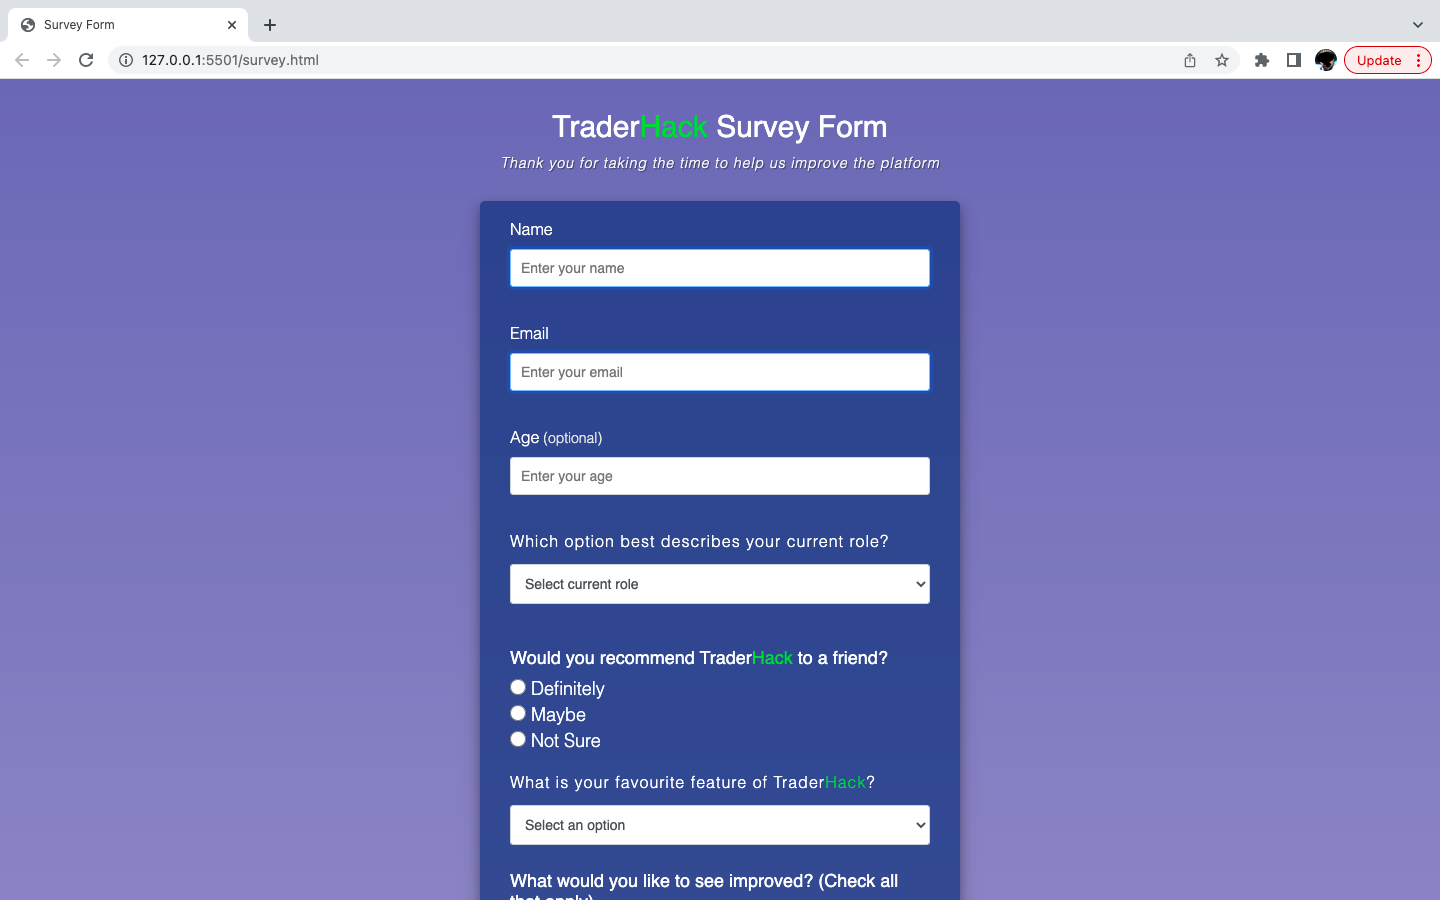 Survey Form
127.0.0.1:5501/survey.html
Update
TraderHack Survey Form
Thank you for taking the time to help us improve the platform
Name
Enter your name
Email
Enter your email
Age (optional)
Enter your age
Which option best describes your current role?
Select current role
Would you recommend TraderHack to a friend?
Definitely
Maybe
Not Sure
What is your favourite feature of TraderHack?
Select an option
What would you like to see improved? (Check all
that apply)